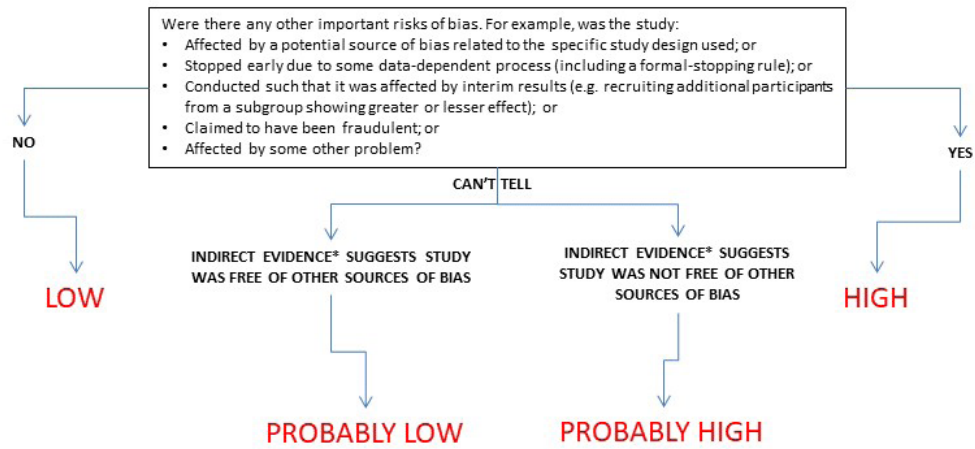 Were there any other important risks of bias. For example, was the study:
• Affected by a potential source of bias related to the specific study design used; or
• Stopped early due to some data-dependent process (including a formal-stopping rule); or
• Conducted such that it was affected by interim results (e.g. recruiting additional participants
from a subgroup showing greater or lesser effect); or
• Claimed to have been fraudulent; or
• Affected by some other problem?
NO
YES
CAN'T TELL
INDIRECT EVIDENCE* SUGGESTS STUDY
WAS FREE OF OTHER SOURCES OF BIAS
INDIRECT EVIDENCE* SUGGESTS
STUDY WAS NOT FREE OF OTHER
SOURCES OF BIAS
LOW
HIGH
PROBABLY LOW
PROBABLY HIGH